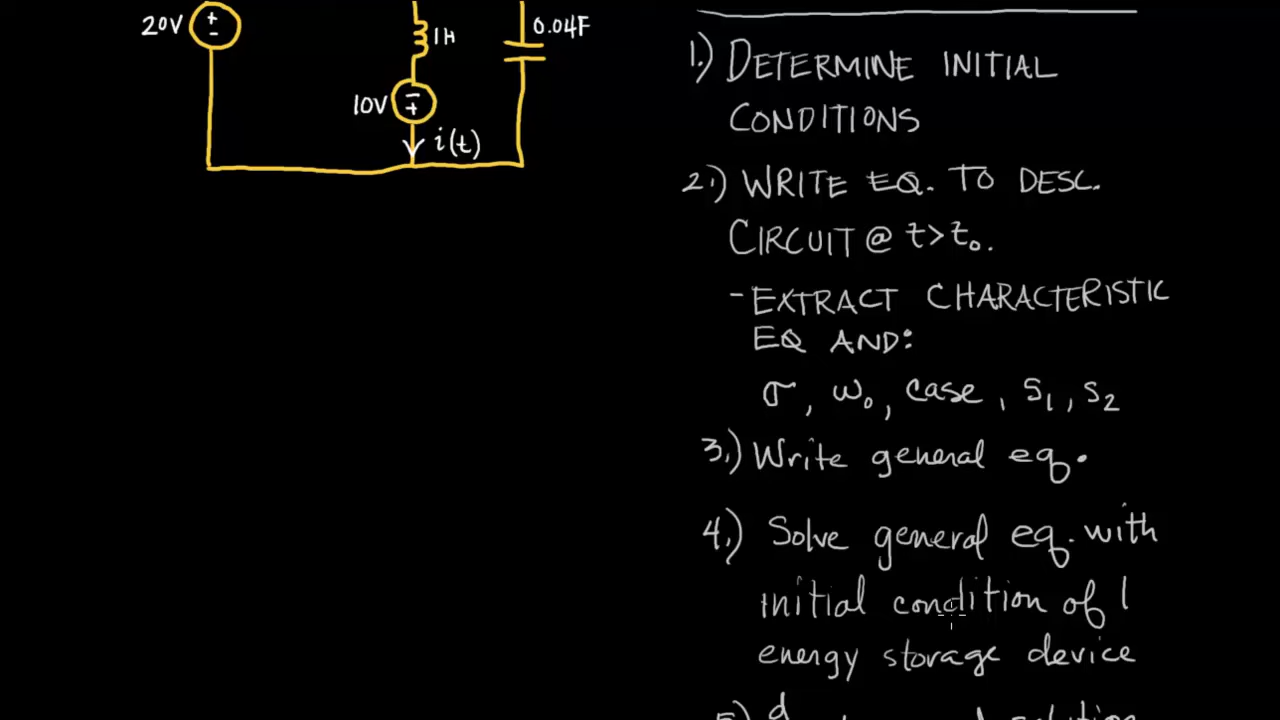 20V
+
-
1H
0.04F
10V
-
+
i(t)
1.) DETERMINE INITIAL
CONDITIONS
2.) WRITE EQ. TO DESC.
CIRCUIT @ t>t₀.
- EXTRACT CHARACTERISTIC
EQ AND:
σ, ω₀, case, S₁, S₂
3.) Write general eq.
4.) Solve general eq. with
initial condition of 1
energy storage device
5.) d